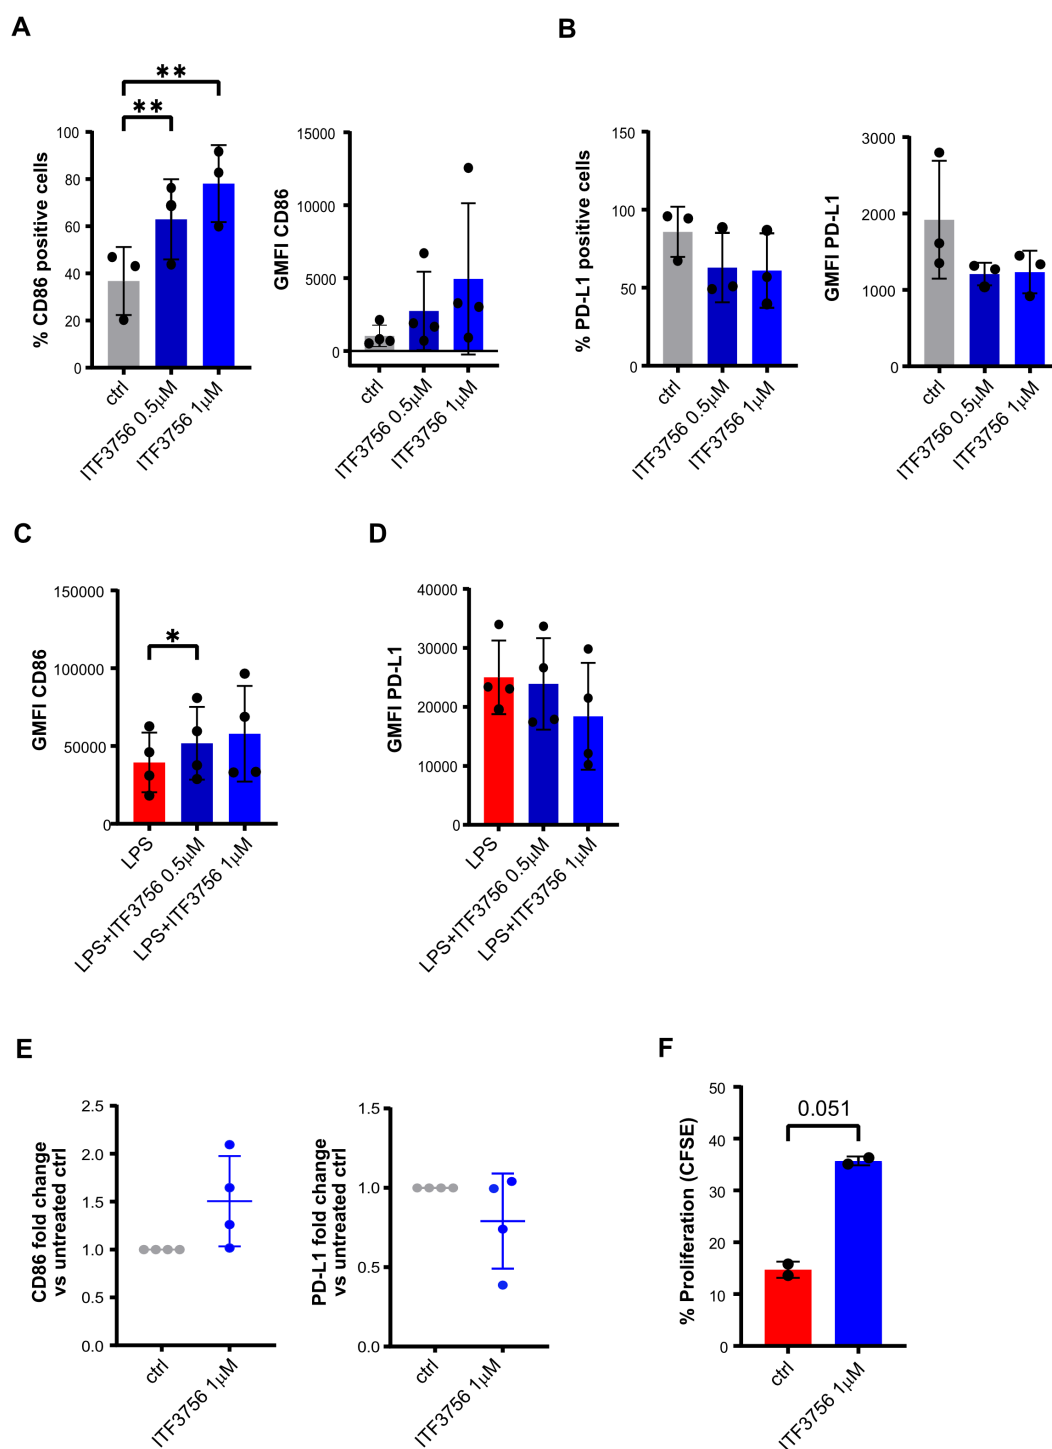 A
B
**
**
% CD86 positive cells
100
80
60
40
20
0
ctrl
ITF3756 0.5μM
ITF3756 1μM
GMFI CD86
15000
10000
5000
0
ctrl
ITF3756 0.5μM
ITF3756 1μM
% PD-L1 positive cells
150
100
50
0
ctrl
ITF3756 0.5μM
ITF3756 1μM
GMFI PD-L1
3000
2000
1000
0
ctrl
ITF3756 0.5μM
ITF3756 1μM
C
D
*
GMFI CD86
150000
100000
50000
0
LPS
LPS+ITF3756 0.5μM
LPS+ITF3756 1μM
GMFI PD-L1
40000
30000
20000
10000
0
LPS
LPS+ITF3756 0.5μM
LPS+ITF3756 1μM
E
F
CD86 fold change
vs untreated ctrl
2.5
2.0
1.5
1.0
0.5
0.0
ctrl
ITF3756 1μM
PD-L1 fold change
vs untreated ctrl
1.5
1.0
0.5
0.0
ctrl
ITF3756 1μM
% Proliferation (CFSE)
50
40
30
20
10
0
0.051
ctrl
ITF3756 1μM